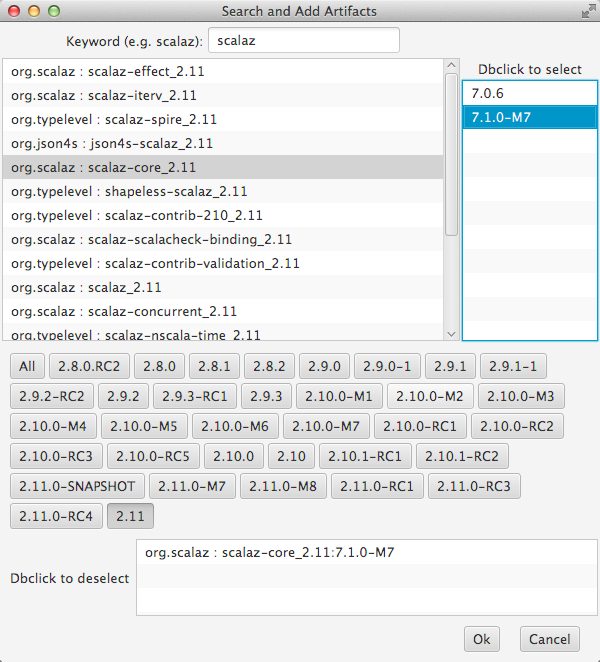 Search and Add Artifacts
Keyword (e.g. scalaz): scalaz
Dbclick to select
org.scalaz : scalaz-effect_2.11
org.scalaz : scalaz-iterv_2.11
org.typelevel : scalaz-spire_2.11
org.json4s : json4s-scalaz_2.11
org.scalaz : scalaz-core_2.11
org.typelevel : shapeless-scalaz_2.11
org.typelevel : scalaz-contrib-210_2.11
org.scalaz : scalaz-scalacheck-binding_2.11
org.typelevel : scalaz-contrib-validation_2.11
org.scalaz : scalaz_2.11
org.scalaz : scalaz-concurrent_2.11
org.typelevel : scalaz-nscala-time_2.11
7.0.6
7.1.0-M7
All 2.8.0.RC2 2.8.0 2.8.1 2.8.2 2.9.0 2.9.0-1 2.9.1 2.9.1-1
2.9.2-RC2 2.9.2 2.9.3-RC1 2.9.3 2.10.0-M1 2.10.0-M2 2.10.0-M3
2.10.0-M4 2.10.0-M5 2.10.0-M6 2.10.0-M7 2.10.0-RC1 2.10.0-RC2
2.10.0-RC3 2.10.0-RC5 2.10.0 2.10 2.10.1-RC1 2.10.1-RC2
2.11.0-SNAPSHOT 2.11.0-M7 2.11.0-M8 2.11.0-RC1 2.11.0-RC3
2.11.0-RC4 2.11
org.scalaz : scalaz-core_2.11:7.1.0-M7
Dbclick to deselect
Ok Cancel